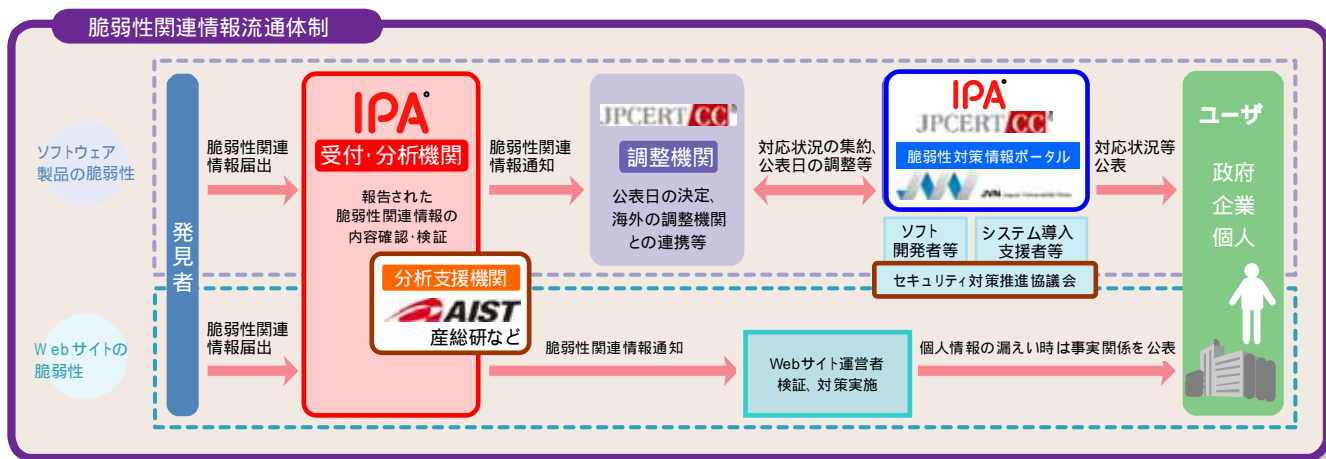 脆弱性関連情報流通体制
ソフトウェア
製品の脆弱性
発見者
脆弱性関連
情報届出
IPA
受付・分析機関
報告された
脆弱性関連情報の
内容確認・検証
脆弱性関連
情報通知
JPCERT/CC
調整機関
公表日の決定、
海外の調整機関
との連携等
対応状況の集約、
公表日の調整等
IPA
JPCERT/CC
脆弱性対策情報ポータル
JVN
対応状況等
公表
ソフト
開発者等
システム導入
支援者等
セキュリティ対策推進協議会
ユーザ
政府
企業
個人
分析支援機関
AIST
産総研など
Webサイトの
脆弱性
脆弱性関連
情報届出
脆弱性関連情報通知
Webサイト運営者
検証、対策実施
個人情報の漏えい時は事実関係を公表